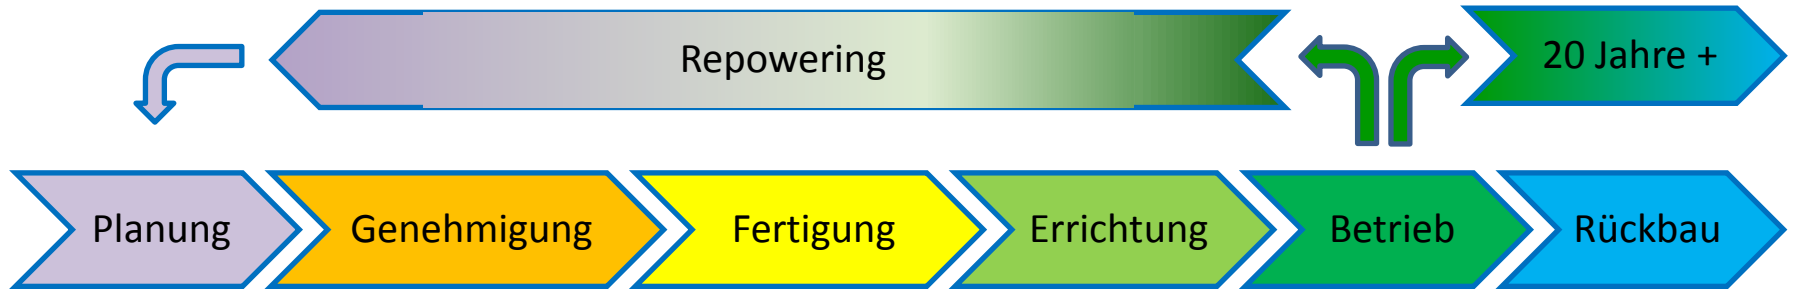 Repowering
20 Jahre +
Planung
Genehmigung
Fertigung
Errichtung
Betrieb
Rückbau